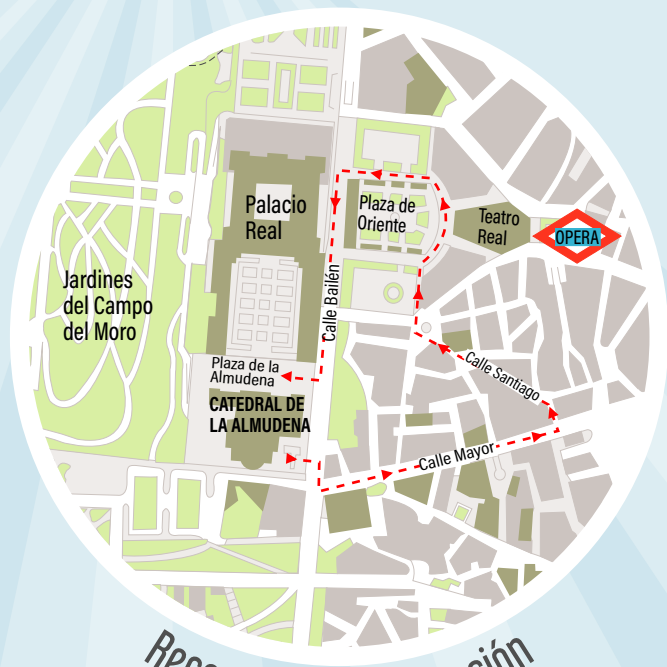 Palacio
Real
Plaza de
Oriente
Teatro
Real
OPERA
Jardines
del Campo
del Moro
Calle Bailén
Plaza de la
Almudena
CATEDRAL DE
LA ALMUDENA
Calle Santiago
Calle Mayor